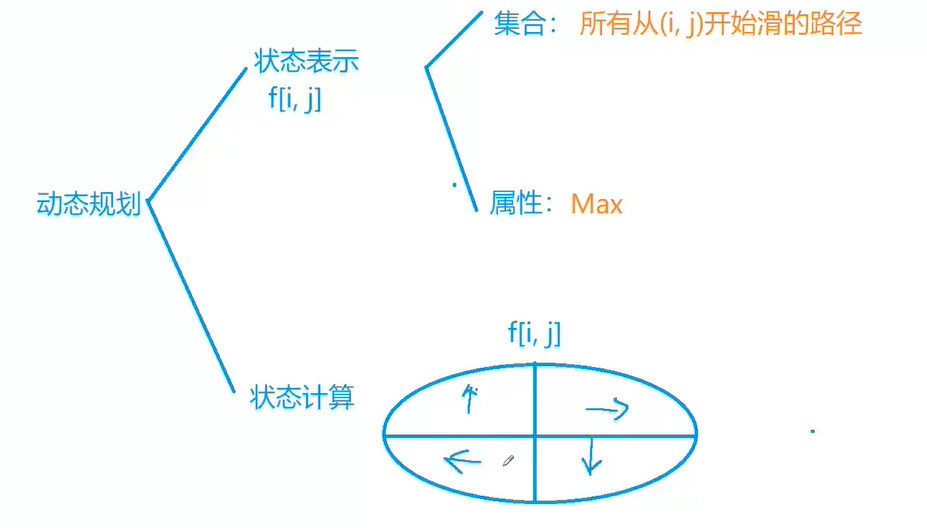 集合： 所有从(i, j)开始滑的路径
状态表示
f[i, j]
动态规划
属性： Max
f[i, j]
状态计算